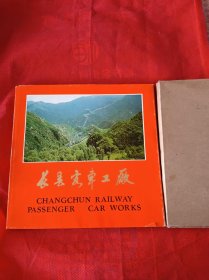 长春客车工厂
CHANGCHUN RAILWAY
PASSENGER CAR WORKS